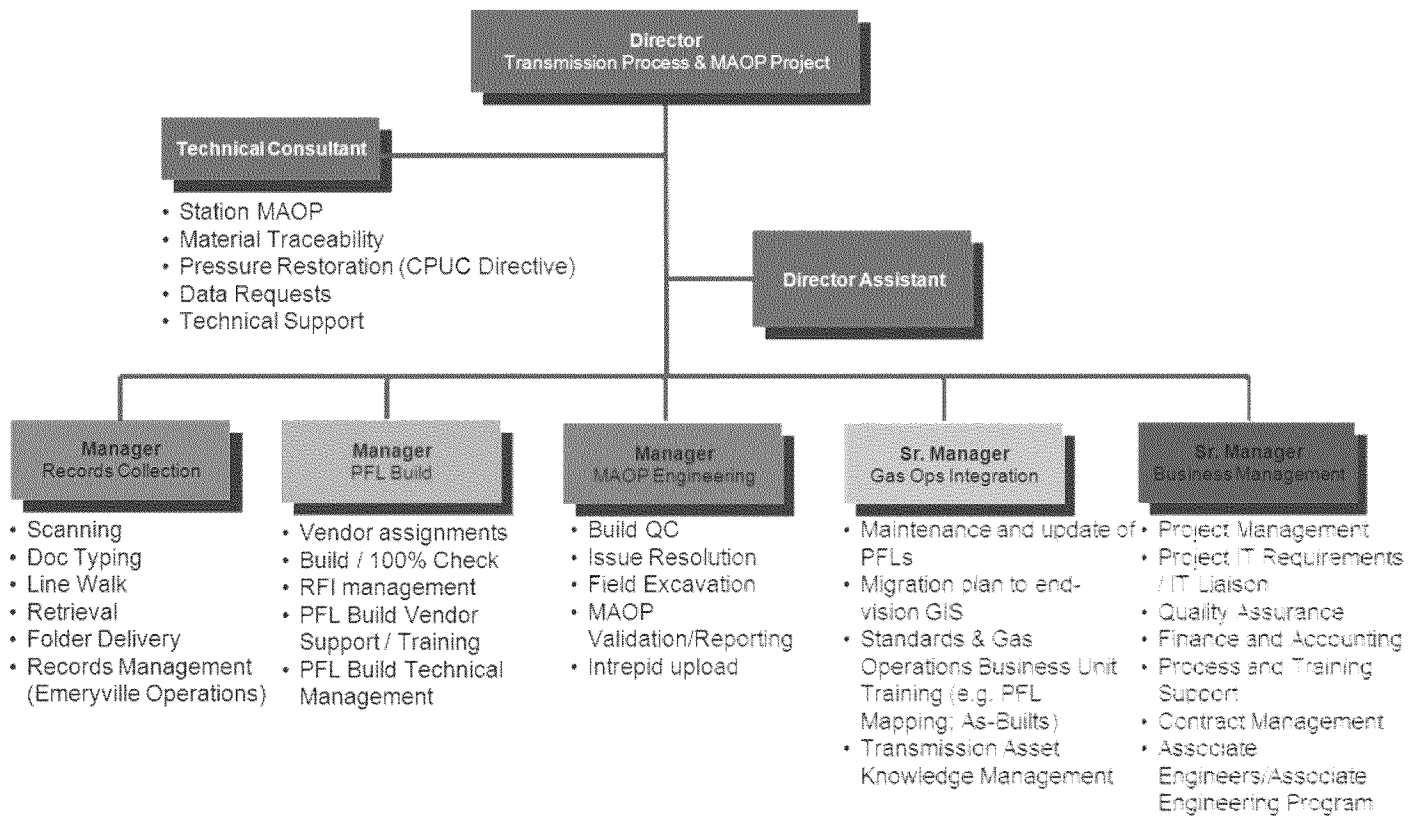 Director
Transmission Process & MAOP Project
Technical Consultant
• Station MAOP
• Material Traceability
• Pressure Restoration (CPUC Directive)
• Data Requests
• Technical Support
Director Assistant
Manager
Records Collection
• Scanning
• Doc Typing
• Line Walk
• Retrieval
• Folder Delivery
• Records Management
(Emeryville Operations)
Manager
PFL Build
• Vendor assignments
• Build / 100% Check
• RFI management
• PFL Build Vendor
Support / Training
• PFL Build Technical
Management
Manager
MAOP Engineering
• Build QC
• Issue Resolution
• Field Excavation
• MAOP
Validation/Reporting
• Intrepid upload
Sr. Manager
Gas Ops Integration
• Maintenance and update of
PFLs
• Migration plan to end-
vision GIS
• Standards & Gas
Operations Business Unit
Training (e.g. PFL
Mapping; As-Builts)
• Transmission Asset
Knowledge Management
Sr. Manager
Business Management
• Project Management
• Project IT Requirements
/ IT Liaison
• Quality Assurance
• Finance and Accounting
• Process and Training
Support
• Contract Management
• Associate
Engineers/Associate
Engineering Program